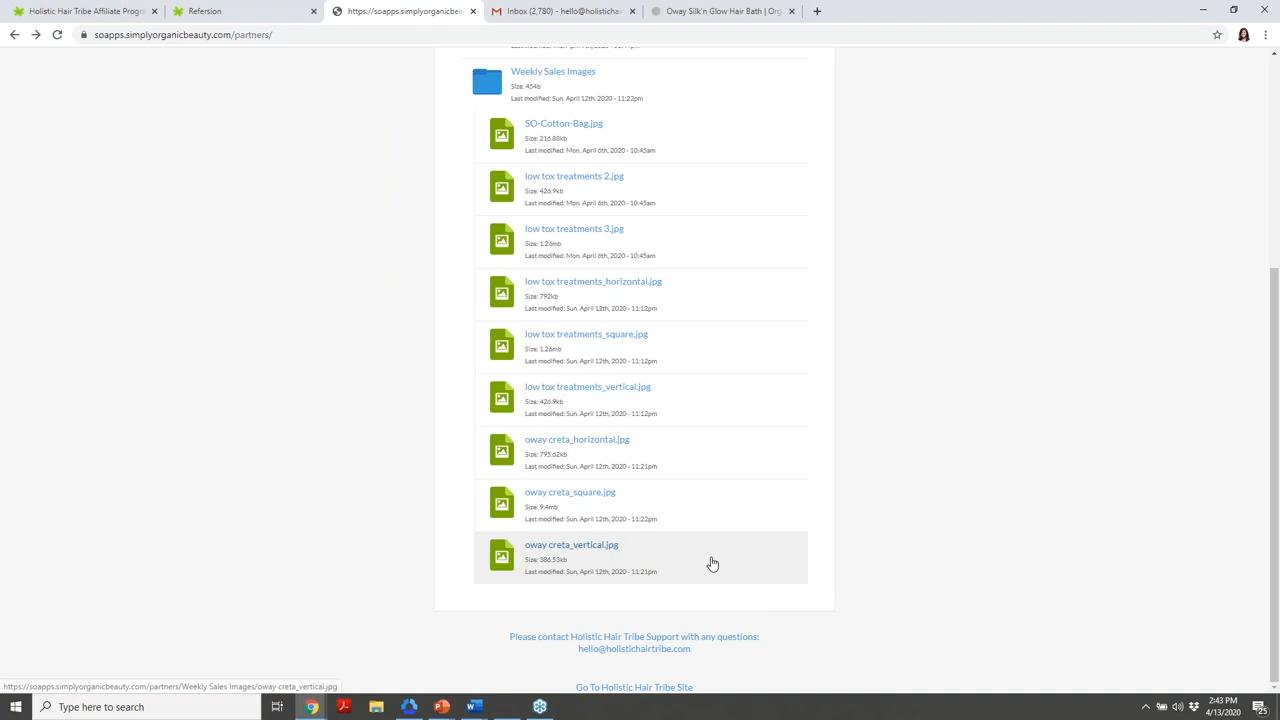 Holistic Hair Tribe, Affiliate Progr
Refersion
https://soapps.simplyorganicbeauty
Inbox (2,780) - hello@holistichairt
Oway Silk'n Glow Hair Bath | Org
soapps.simplyorganicbeauty.com/partners/
Weekly Sales Images
Size: 454b
Last modified: Sun. April 12th, 2020 - 11:22pm
SO-Cotton-Bag.jpg
Size: 216.88kb
Last modified: Mon. April 6th, 2020 - 10:45am
low tox treatments 2.jpg
Size: 426.9kb
Last modified: Mon. April 6th, 2020 - 10:45am
low tox treatments 3.jpg
Size: 1.26mb
Last modified: Mon. April 6th, 2020 - 10:45am
low tox treatments_horizontal.jpg
Size: 792kb
Last modified: Sun. April 12th, 2020 - 11:12pm
low tox treatments_square.jpg
Size: 1.26mb
Last modified: Sun. April 12th, 2020 - 11:12pm
low tox treatments_vertical.jpg
Size: 426.9kb
Last modified: Sun. April 12th, 2020 - 11:12pm
oway creta_horizontal.jpg
Size: 795.62kb
Last modified: Sun. April 12th, 2020 - 11:21pm
oway creta_square.jpg
Size: 9.4mb
Last modified: Sun. April 12th, 2020 - 11:22pm
oway creta_vertical.jpg
Size: 386.53kb
Last modified: Sun. April 12th, 2020 - 11:21pm
Please contact Holistic Hair Tribe Support with any questions:
hello@holistichairtribe.com
Go To Holistic Hair Tribe Site
https://soapps.simplyorganicbeauty.com/partners/Weekly Sales Images/oway creta_vertical.jpg
Type here to search
2:43 PM
4/13/2020
25